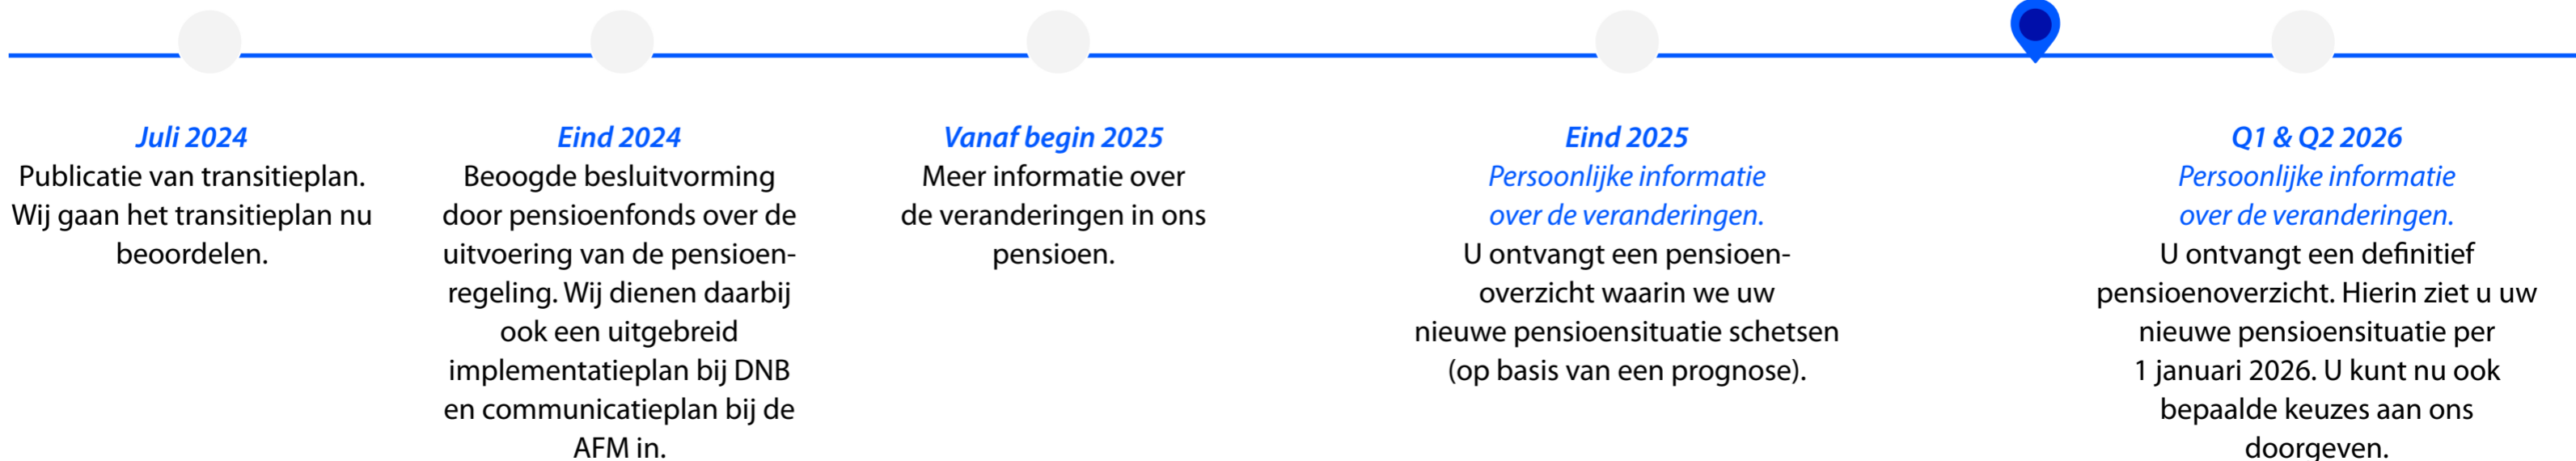 Juli 2024
Publicatie van transitieplan.
Wij gaan het transitieplan nu
beoordelen.
Eind 2024
Beoogde besluitvorming
door pensioenfonds over de
uitvoering van de pensioen-
regeling. Wij dienen daarbij
ook een uitgebreid
implementatieplan bij DNB
en communicatieplan bij de
AFM in.
Vanaf begin 2025
Meer informatie over
de veranderingen in ons
pensioen.
Eind 2025
Persoonlijke informatie
over de veranderingen.
U ontvangt een pensioen-
overzicht waarin we uw
nieuwe pensioensituatie schetsen
(op basis van een prognose).
Q1 & Q2 2026
Persoonlijke informatie
over de veranderingen.
U ontvangt een definitief
pensioenoverzicht. Hierin ziet u uw
nieuwe pensioensituatie per
1 januari 2026. U kunt nu ook
bepaalde keuzes aan ons
doorgeven.